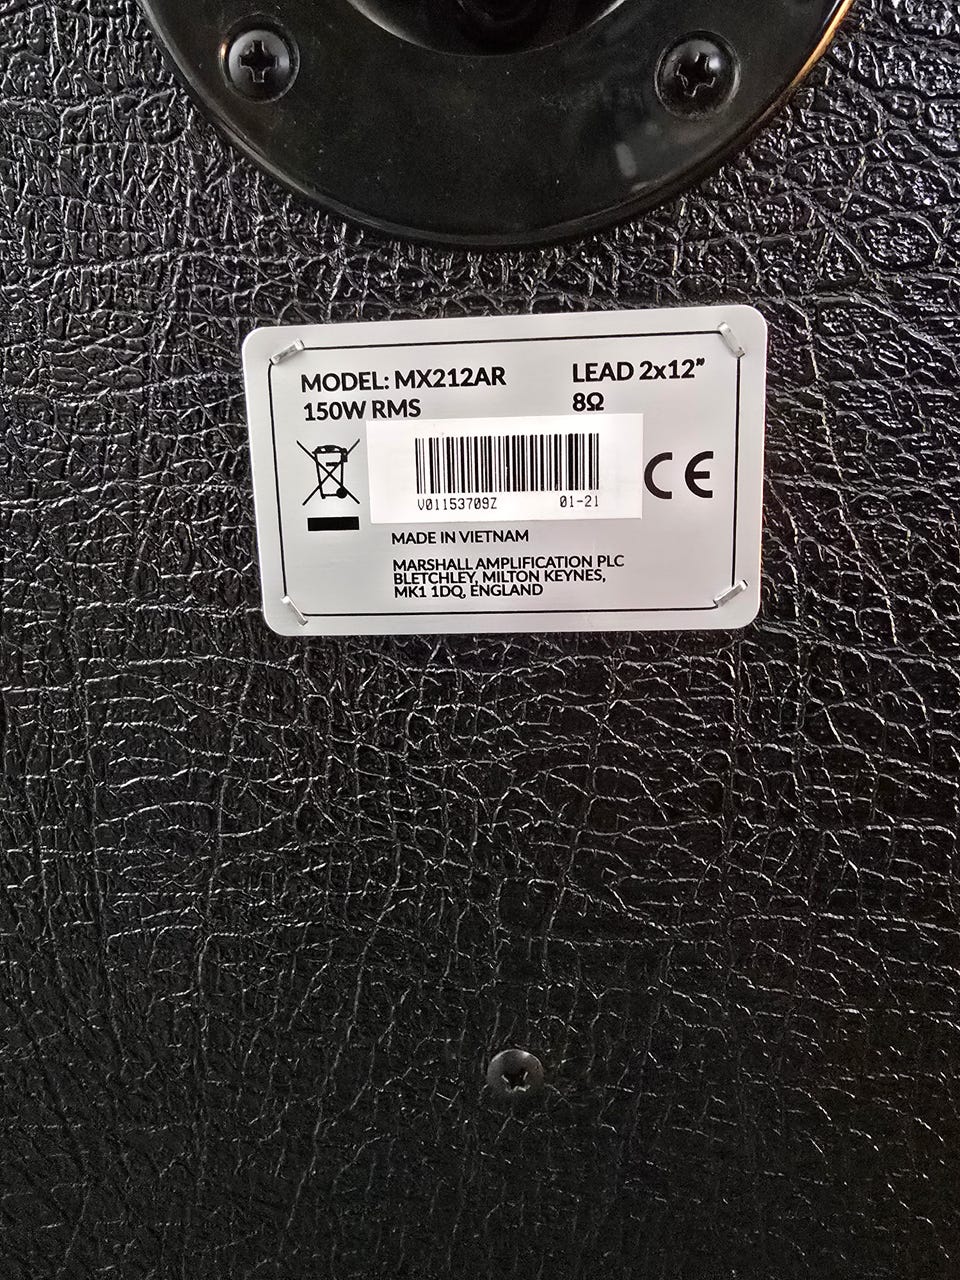 MODEL: MX212AR LEAD 2x12”
150W RMS 8Ω
V01153709Z 01-21
CE
MADE IN VIETNAM
MARSHALL AMPLIFICATION PLC
BLETCHLEY, MILTON KEYNES,
MK1 1DQ, ENGLAND